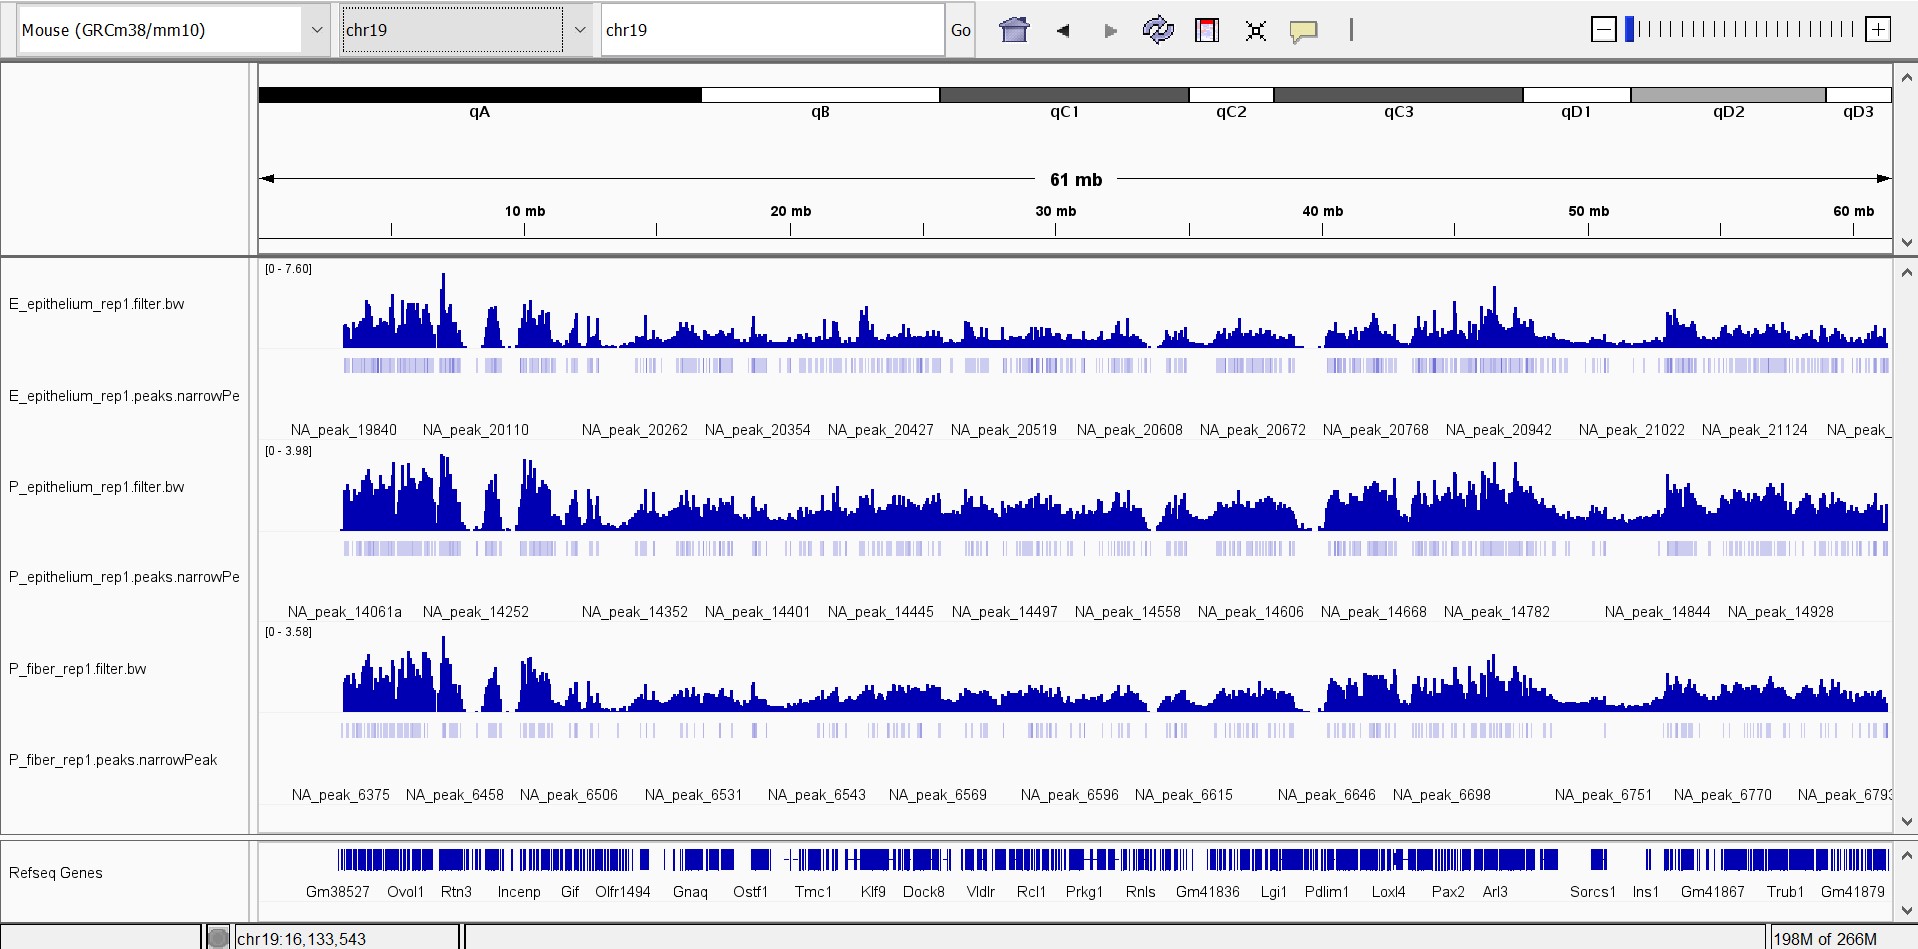 Mouse (GRCm38/mm10) chr19 chr19 Go
qA qB qC1 qC2 qC3 qD1 qD2 qD3
61 mb
10 mb 20 mb 30 mb 40 mb 50 mb 60 mb
[0 - 7.60]
E_epithelium_rep1.filter.bw
E_epithelium_rep1.peaks.narrowPe
NA_peak_19840 NA_peak_20110 NA_peak_20262 NA_peak_20354 NA_peak_20427 NA_peak_20519 NA_peak_20608 NA_peak_20672 NA_peak_20768 NA_peak_20942 NA_peak_21022 NA_peak_21124 NA_peak_
[0 - 3.98]
P_epithelium_rep1.filter.bw
P_epithelium_rep1.peaks.narrowPe
NA_peak_14061a NA_peak_14252 NA_peak_14352 NA_peak_14401 NA_peak_14445 NA_peak_14497 NA_peak_14558 NA_peak_14606 NA_peak_14668 NA_peak_14782 NA_peak_14844 NA_peak_14928
[0 - 3.58]
P_fiber_rep1.filter.bw
P_fiber_rep1.peaks.narrowPeak
NA_peak_6375 NA_peak_6458 NA_peak_6506 NA_peak_6531 NA_peak_6543 NA_peak_6569 NA_peak_6596 NA_peak_6615 NA_peak_6646 NA_peak_6698 NA_peak_6751 NA_peak_6770 NA_peak_6793
Refseq Genes
Gm38527 Ovol1 Rtn3 Incenp Gif Olfr1494 Gnaq Ostf1 Tmc1 Klf9 Dock8 Vldlr Rcl1 Prkg1 Rnls Gm41836 Lgi1 Pdlim1 Loxl4 Pax2 Arl3 Sorcs1 Ins1 Gm41867 Trub1 Gm41879
chr19:16,133,543 198M of 266M